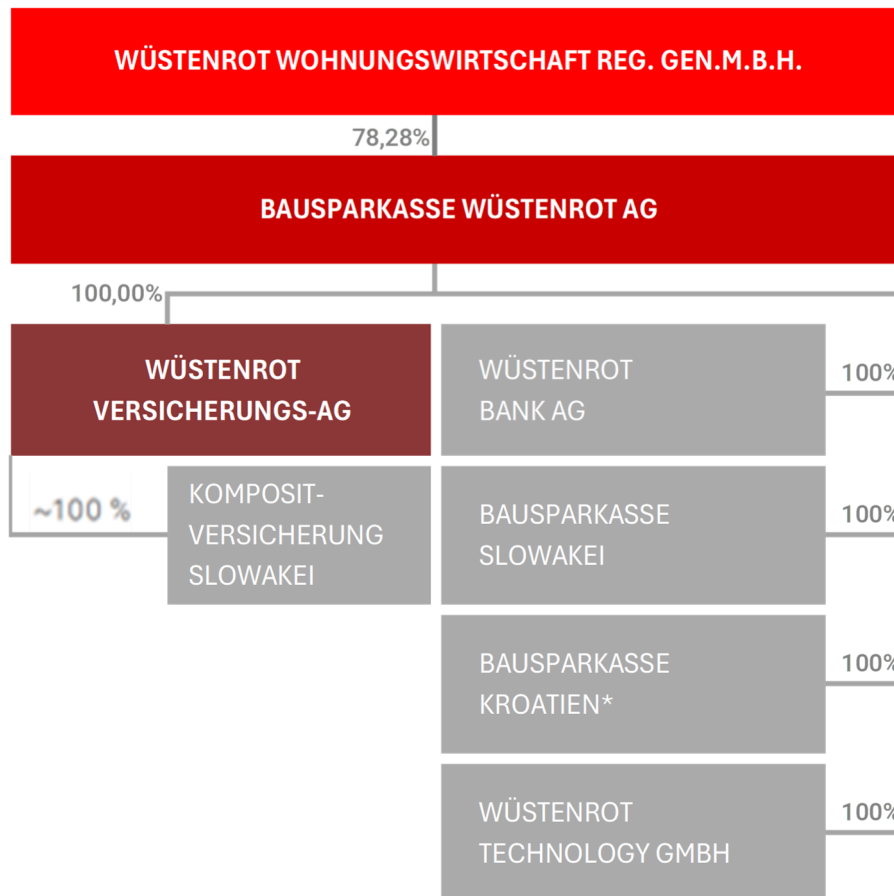 WÜSTENROT WOHNUNGSWIRTSCHAFT REG. GEN.M.B.H.
78,28%
BAUSPARKASSE WÜSTENROT AG
100,00%
WÜSTENROT
VERSICHERUNGS-AG
~100 %
KOMPOSIT-
VERSICHERUNG
SLOWAKEI
WÜSTENROT
BANK AG
100%
BAUSPARKASSE
SLOWAKEI
100%
BAUSPARKASSE
KROATIEN*
100%
WÜSTENROT
TECHNOLOGY GMBH
100%